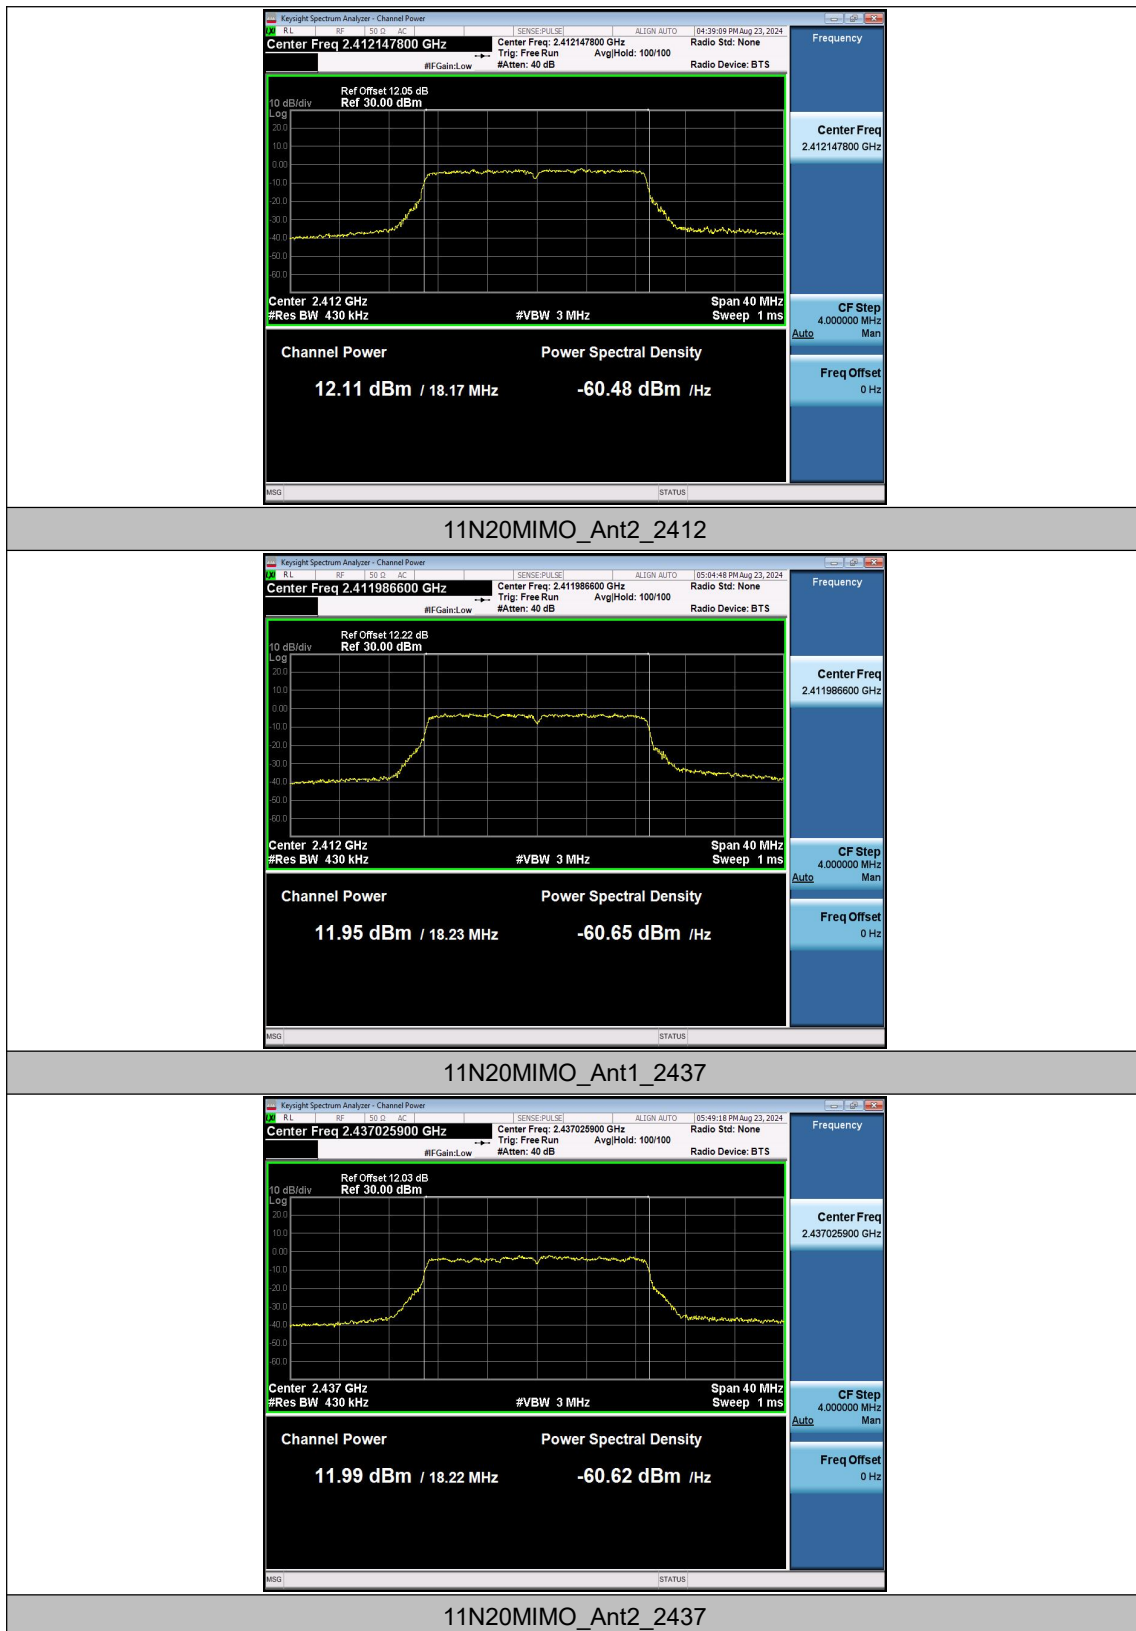 Keysight Spectrum Analyzer - Channel Power
LXI RL RF 50 Ω AC SENSE:PULSE ALIGN AUTO 04:39:09 PM Aug 23, 2024
Center Freq 2.412147800 GHz
Center Freq: 2.412147800 GHz Radio Std: None
Trig: Free Run Avg|Hold: 100/100
#IFGain:Low #Atten: 40 dB Radio Device: BTS
Frequency
Ref Offset 12.05 dB
10 dB/div Ref 30.00 dBm
Log
20.0
10.0
0.00
-10.0
-20.0
-30.0
-40.0
-50.0
-60.0
Center 2.412 GHz Span 40 MHz
#Res BW 430 kHz #VBW 3 MHz Sweep 1 ms
Channel Power Power Spectral Density
12.11 dBm / 18.17 MHz -60.48 dBm /Hz
Center Freq
2.412147800 GHz
CF Step
4.000000 MHz
Auto Man
Freq Offset
0 Hz
MSG STATUS
11N20MIMO_Ant2_2412
Keysight Spectrum Analyzer - Channel Power
LXI RL RF 50 Ω AC SENSE:PULSE ALIGN AUTO 05:04:48 PM Aug 23, 2024
Center Freq 2.411986600 GHz
Center Freq: 2.411986600 GHz Radio Std: None
Trig: Free Run Avg|Hold: 100/100
#IFGain:Low #Atten: 40 dB Radio Device: BTS
Frequency
Ref Offset 12.22 dB
10 dB/div Ref 30.00 dBm
Log
20.0
10.0
0.00
-10.0
-20.0
-30.0
-40.0
-50.0
-60.0
Center 2.412 GHz Span 40 MHz
#Res BW 430 kHz #VBW 3 MHz Sweep 1 ms
Channel Power Power Spectral Density
11.95 dBm / 18.23 MHz -60.65 dBm /Hz
Center Freq
2.411986600 GHz
CF Step
4.000000 MHz
Auto Man
Freq Offset
0 Hz
MSG STATUS
11N20MIMO_Ant1_2437
Keysight Spectrum Analyzer - Channel Power
LXI RL RF 50 Ω AC SENSE:PULSE ALIGN AUTO 05:49:18 PM Aug 23, 2024
Center Freq 2.437025900 GHz
Center Freq: 2.437025900 GHz Radio Std: None
Trig: Free Run Avg|Hold: 100/100
#IFGain:Low #Atten: 40 dB Radio Device: BTS
Frequency
Ref Offset 12.03 dB
10 dB/div Ref 30.00 dBm
Log
20.0
10.0
0.00
-10.0
-20.0
-30.0
-40.0
-50.0
-60.0
Center 2.437 GHz Span 40 MHz
#Res BW 430 kHz #VBW 3 MHz Sweep 1 ms
Channel Power Power Spectral Density
11.99 dBm / 18.22 MHz -60.62 dBm /Hz
Center Freq
2.437025900 GHz
CF Step
4.000000 MHz
Auto Man
Freq Offset
0 Hz
MSG STATUS
11N20MIMO_Ant2_2437